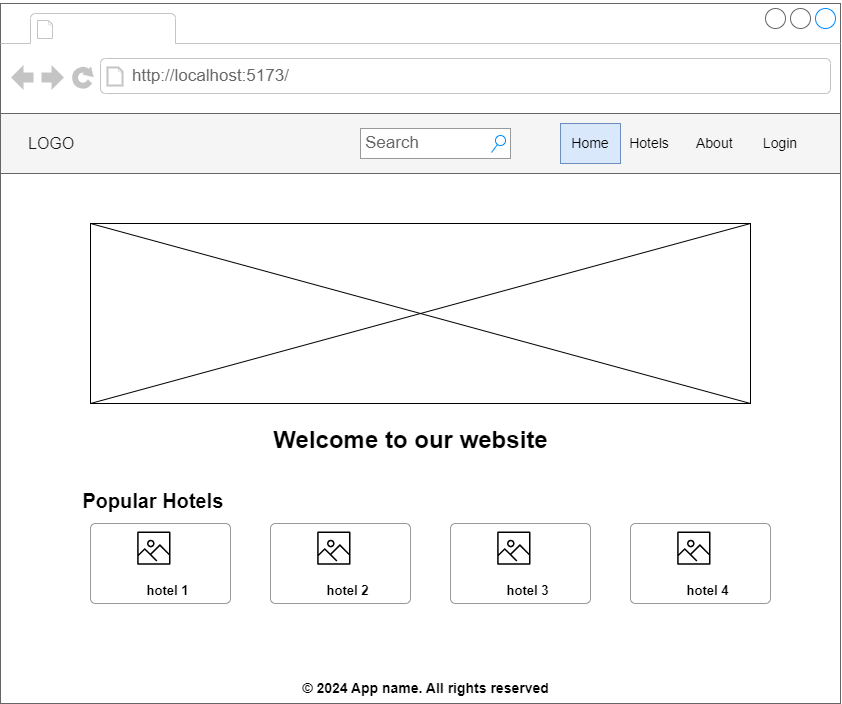 http://localhost:5173/
LOGO
Search
Home
Hotels
About
Login
Welcome to our website
Popular Hotels
hotel 1
hotel 2
hotel 3
hotel 4
© 2024 App name. All rights reserved